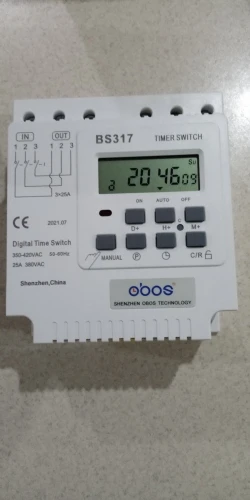 IN OUT
1 2 3 1 2 3
3×25A
CE
2021.07
Digital Time Switch
350-420VAC 50-60Hz
25A 380VAC
Shenzhen,China
BS317 TIMER SWITCH
Su
20 46 09
ON AUTO OFF
D+ H+ M+
MANUAL P C/R
obos®
SHENZHEN OBOS TECHNOLOGY